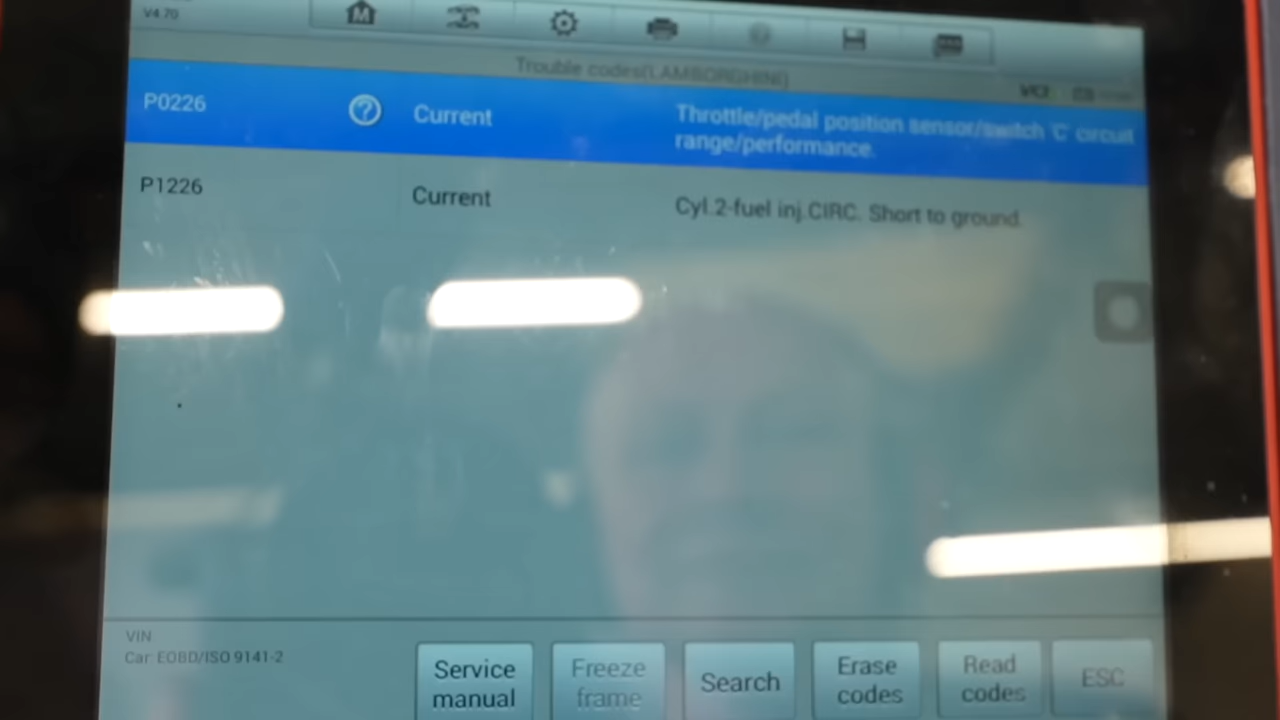 V4.70
Trouble codes(LAMBORGHINI)
VCI
P0226
?
Current
Throttle/pedal position sensor/switch 'C' circuit
range/performance.
P1226
Current
Cyl.2-fuel inj.CIRC. Short to ground.
VIN
Car: EOBD/ISO 9141-2
Service
manual
Freeze
frame
Search
Erase
codes
Read
codes
ESC